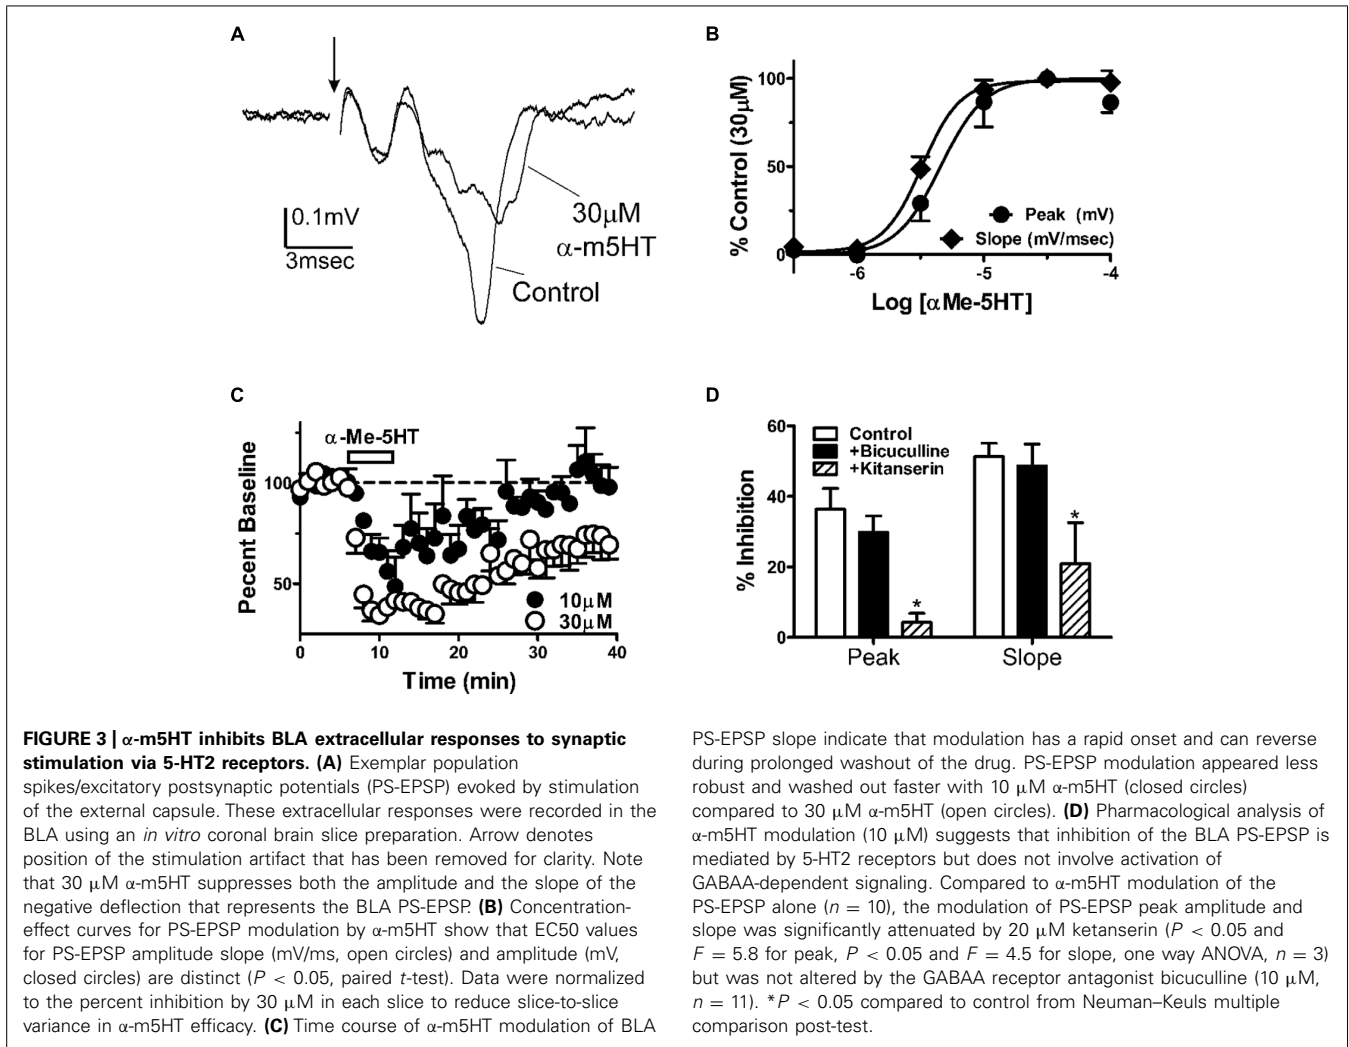 A
0.1mV
3msec
30µM
α-m5HT
Control
B
% Control (30µM)
100
50
0
-6
-5
-4
Peak (mV)
Slope (mV/msec)
Log [αMe-5HT]
C
α-Me-5HT
Pecent Baseline
100
50
10µM
30µM
0
10
20
30
40
Time (min)
D
% Inhibition
60
40
20
0
Control
+Bicuculline
+Kitanserin
*
*
Peak
Slope
FIGURE 3 | α-m5HT inhibits BLA extracellular responses to synaptic
stimulation via 5-HT2 receptors. (A) Exemplar population
spikes/excitatory postsynaptic potentials (PS-EPSP) evoked by stimulation
of the external capsule. These extracellular responses were recorded in the
BLA using an in vitro coronal brain slice preparation. Arrow denotes
position of the stimulation artifact that has been removed for clarity. Note
that 30 µM α-m5HT suppresses both the amplitude and the slope of the
negative deflection that represents the BLA PS-EPSP. (B) Concentration-
effect curves for PS-EPSP modulation by α-m5HT show that EC50 values
for PS-EPSP amplitude slope (mV/ms, open circles) and amplitude (mV,
closed circles) are distinct (P < 0.05, paired t-test). Data were normalized
to the percent inhibition by 30 µM in each slice to reduce slice-to-slice
variance in α-m5HT efficacy. (C) Time course of α-m5HT modulation of BLA
PS-EPSP slope indicate that modulation has a rapid onset and can reverse
during prolonged washout of the drug. PS-EPSP modulation appeared less
robust and washed out faster with 10 µM α-m5HT (closed circles)
compared to 30 µM α-m5HT (open circles). (D) Pharmacological analysis of
α-m5HT modulation (10 µM) suggests that inhibition of the BLA PS-EPSP is
mediated by 5-HT2 receptors but does not involve activation of
GABAA-dependent signaling. Compared to α-m5HT modulation of the
PS-EPSP alone (n = 10), the modulation of PS-EPSP peak amplitude and
slope was significantly attenuated by 20 µM ketanserin (P < 0.05 and
F = 5.8 for peak, P < 0.05 and F = 4.5 for slope, one way ANOVA, n = 3)
but was not altered by the GABAA receptor antagonist bicuculline (10 µM,
n = 11). *P < 0.05 compared to control from Neuman–Keuls multiple
comparison post-test.